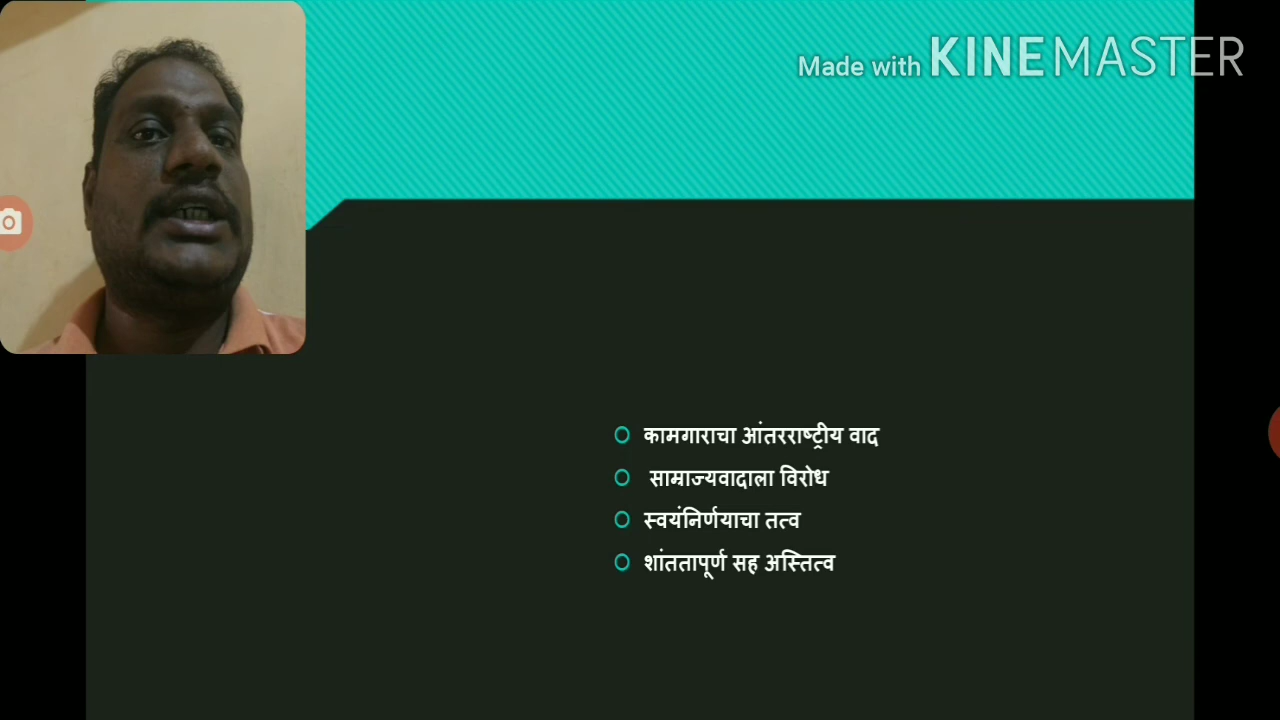 Made with KINEMASTER
कामगाराचा आंतरराष्ट्रीय वाद
साम्राज्यवादाला विरोध
स्वयंनिर्णयाचा तत्व
शांततापूर्ण सह अस्तित्व